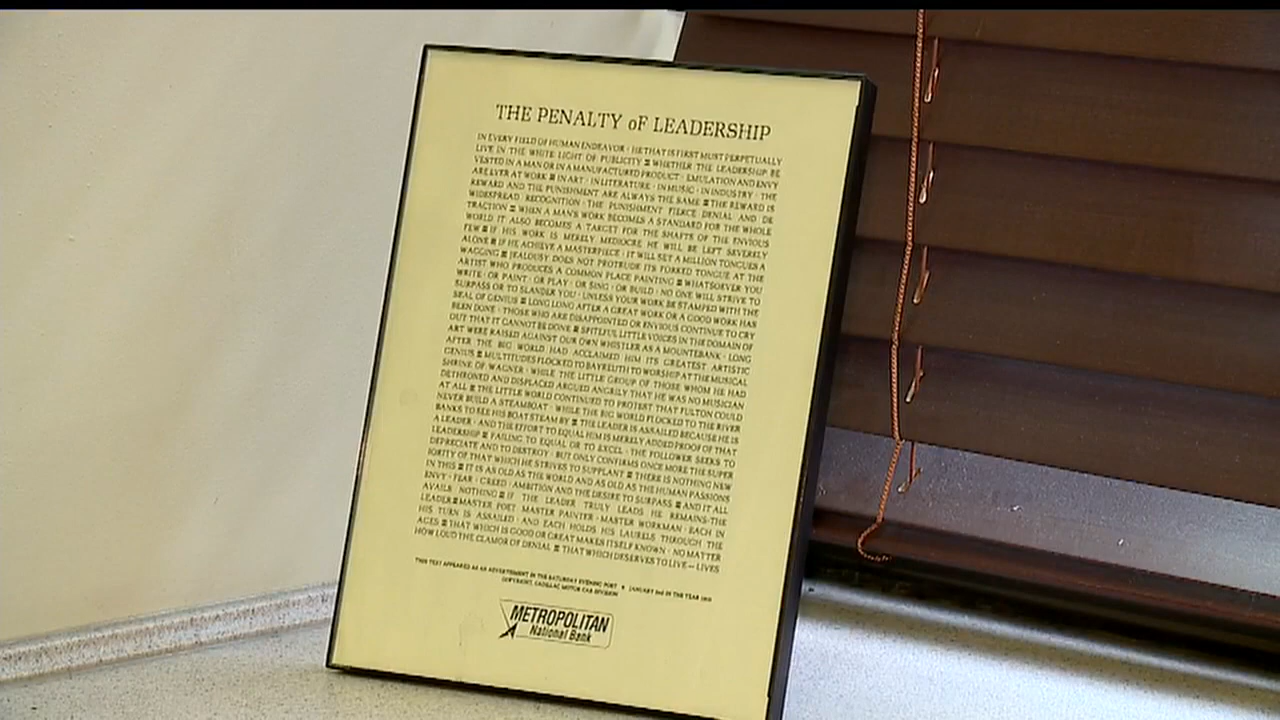 THE PENALTY oF LEADERSHIP
IN EVERY FIELD OF HUMAN ENDEAVOR · HE THAT IS FIRST MUST PERPETUALLY
LIVE IN THE WHITE LIGHT OF PUBLICITY ⌘ WHETHER THE LEADERSHIP BE
VESTED IN A MAN OR IN A MANUFACTURED PRODUCT · EMULATION AND ENVY
ARE EVER AT WORK ⌘ IN ART · IN LITERATURE · IN MUSIC · IN INDUSTRY · THE
REWARD AND THE PUNISHMENT ARE ALWAYS THE SAME ⌘ THE REWARD IS
WIDESPREAD RECOGNITION · THE PUNISHMENT FIERCE DENIAL AND DE
TRACTION ⌘ WHEN A MAN'S WORK BECOMES A STANDARD FOR THE WHOLE
WORLD IT ALSO BECOMES A TARGET FOR THE SHAFTS OF THE ENVIOUS
FEW ⌘ IF HIS WORK IS MERELY MEDIOCRE HE WILL BE LEFT SEVERELY
ALONE ⌘ IF HE ACHIEVE A MASTERPIECE · IT WILL SET A MILLION TONGUES A
WAGGING ⌘ JEALOUSY DOES NOT PROTRUDE ITS FORKED TONGUE AT THE
ARTIST WHO PRODUCES A COMMON PLACE PAINTING ⌘ WHATSOEVER YOU
WRITE · OR PAINT · OR PLAY · OR SING · OR BUILD · NO ONE WILL STRIVE TO
SURPASS OR TO SLANDER YOU · UNLESS YOUR WORK BE STAMPED WITH THE
SEAL OF GENIUS ⌘ LONG LONG AFTER A GREAT WORK OR A GOOD WORK HAS
BEEN DONE · THOSE WHO ARE DISAPPOINTED OR ENVIOUS CONTINUE TO CRY
OUT THAT IT CANNOT BE DONE ⌘ SPITEFUL LITTLE VOICES IN THE DOMAIN OF
ART WERE RAISED AGAINST OUR OWN WHISTLER AS A MOUNTEBANK · LONG
AFTER THE BIG WORLD HAD ACCLAIMED HIM ITS GREATEST ARTISTIC
GENIUS ⌘ MULTITUDES FLOCKED TO BAYREUTH TO WORSHIP AT THE MUSICAL
SHRINE OF WAGNER · WHILE THE LITTLE GROUP OF THOSE WHOM HE HAD
DETHRONED AND DISPLACED ARGUED ANGRILY THAT HE WAS NO MUSICIAN
AT ALL ⌘ THE LITTLE WORLD CONTINUED TO PROTEST THAT FULTON COULD
NEVER BUILD A STEAMBOAT · WHILE THE BIG WORLD FLOCKED TO THE RIVER
BANKS TO SEE HIS BOAT STEAM BY ⌘ THE LEADER IS ASSAILED BECAUSE HE IS
A LEADER · AND THE EFFORT TO EQUAL HIM IS MERELY ADDED PROOF OF THAT
LEADERSHIP ⌘ FAILING TO EQUAL OR TO EXCEL · THE FOLLOWER SEEKS TO
DEPRECIATE AND TO DESTROY · BUT ONLY CONFIRMS ONCE MORE THE SUPER
IORITY OF THAT WHICH HE STRIVES TO SUPPLANT ⌘ THERE IS NOTHING NEW
IN THIS ⌘ IT IS AS OLD AS THE WORLD AND AS OLD AS THE HUMAN PASSIONS
ENVY · FEAR · GREED · AMBITION AND THE DESIRE TO SURPASS ⌘ AND IT ALL
AVAILS NOTHING ⌘ IF THE LEADER TRULY LEADS HE REMAINS-THE
LEADER ⌘ MASTER POET MASTER PAINTER · MASTER WORKMAN · EACH IN
HIS TURN IS ASSAILED · AND EACH HOLDS HIS LAURELS THROUGH THE
AGES ⌘ THAT WHICH IS GOOD OR GREAT MAKES ITSELF KNOWN · NO MATTER
HOW LOUD THE CLAMOR OF DENIAL ⌘ THAT WHICH DESERVES TO LIVE — LIVES
THIS TEXT APPEARED AS AN ADVERTISEMENT IN THE SATURDAY EVENING POST JANUARY 2nd IN THE YEAR
COPYRIGHT, CADILLAC MOTOR CAR DIVISION
METROPOLITAN
National Bank